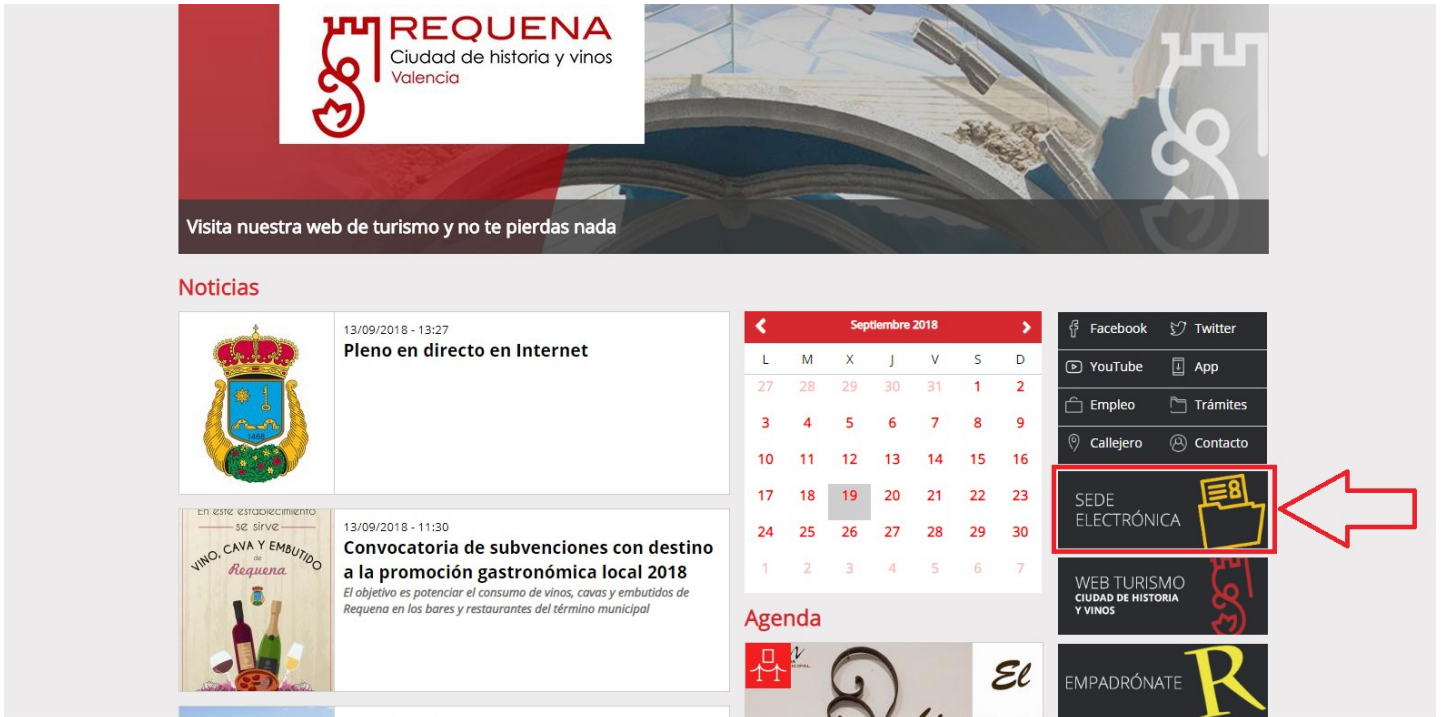 REQUENA
Ciudad de historia y vinos
Valencia
Visita nuestra web de turismo y no te pierdas nada
Noticias
13/09/2018 - 13:27
Pleno en directo en Internet
1468
En este establecimiento
se sirve
VINO, CAVA Y EMBUTIDO
de
Requena
13/09/2018 - 11:30
Convocatoria de subvenciones con destino
a la promoción gastronómica local 2018
El objetivo es potenciar el consumo de vinos, cavas y embutidos de
Requena en los bares y restaurantes del término municipal
Septiembre 2018
L M X J V S D
27 28 29 30 31 1 2
3 4 5 6 7 8 9
10 11 12 13 14 15 16
17 18 19 20 21 22 23
24 25 26 27 28 29 30
1 2 3 4 5 6 7
Agenda
El
Facebook Twitter
YouTube App
Empleo Trámites
Callejero Contacto
SEDE
ELECTRÓNICA
WEB TURISMO
CIUDAD DE HISTORIA
Y VINOS
EMPADRÓNATE R